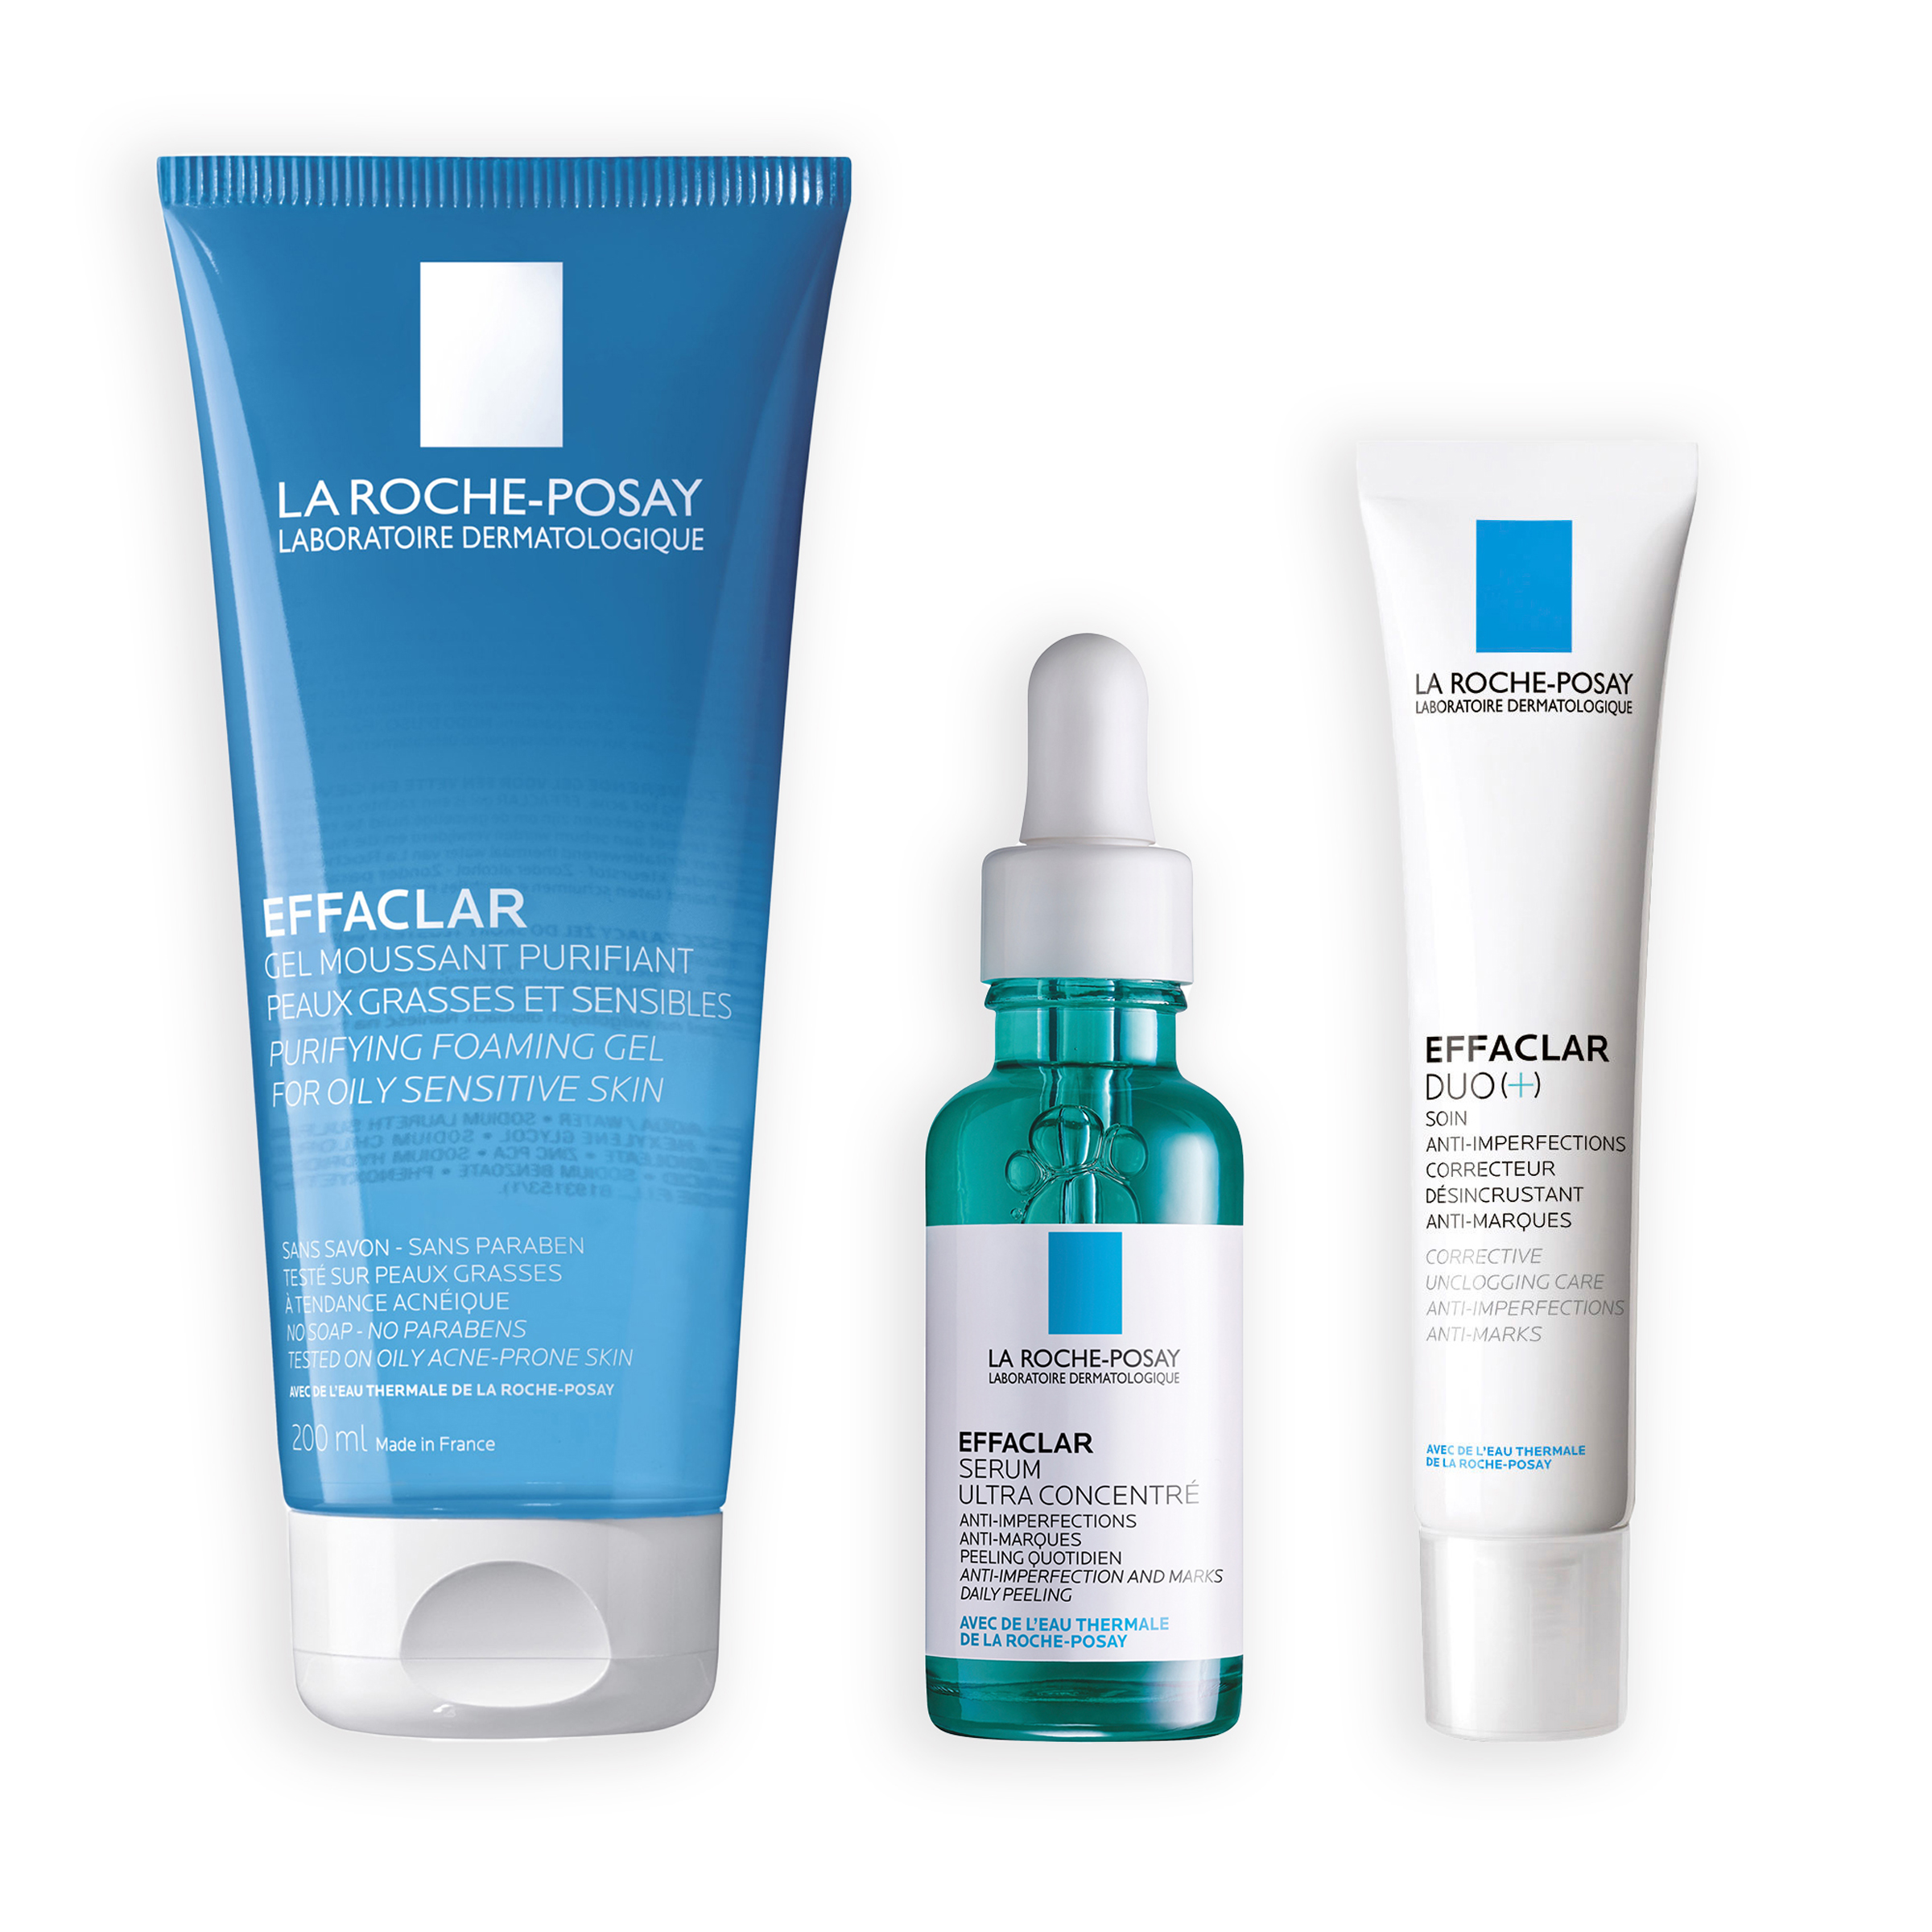 LA ROCHE-POSAY
LABORATOIRE DERMATOLOGIQUE
EFFACLAR
GEL MOUSSANT PURIFIANT
PEAUX GRASSES ET SENSIBLES
PURIFYING FOAMING GEL
FOR OILY SENSITIVE SKIN
SANS SAVON - SANS PARABEN
TESTÉ SUR PEAUX GRASSES
À TENDANCE ACNÉIQUE
NO SOAP - NO PARABENS
TESTED ON OILY ACNE-PRONE SKIN
AVEC DE L'EAU THERMALE DE LA ROCHE-POSAY
200 ml Made in France
LA ROCHE-POSAY
LABORATOIRE DERMATOLOGIQUE
EFFACLAR
SERUM
ULTRA CONCENTRÉ
ANTI-IMPERFECTIONS
ANTI-MARQUES
PEELING QUOTIDIEN
ANTI-IMPERFECTION AND MARKS
DAILY PEELING
AVEC DE L'EAU THERMALE
DE LA ROCHE-POSAY
LA ROCHE-POSAY
LABORATOIRE DERMATOLOGIQUE
EFFACLAR
DUO(+)
SOIN
ANTI-IMPERFECTIONS
CORRECTEUR
DÉSINCRUSTANT
ANTI-MARQUES
CORRECTIVE
UNCLOGGING CARE
ANTI-IMPERFECTIONS
ANTI-MARKS
AVEC DE L'EAU THERMALE
DE LA ROCHE-POSAY